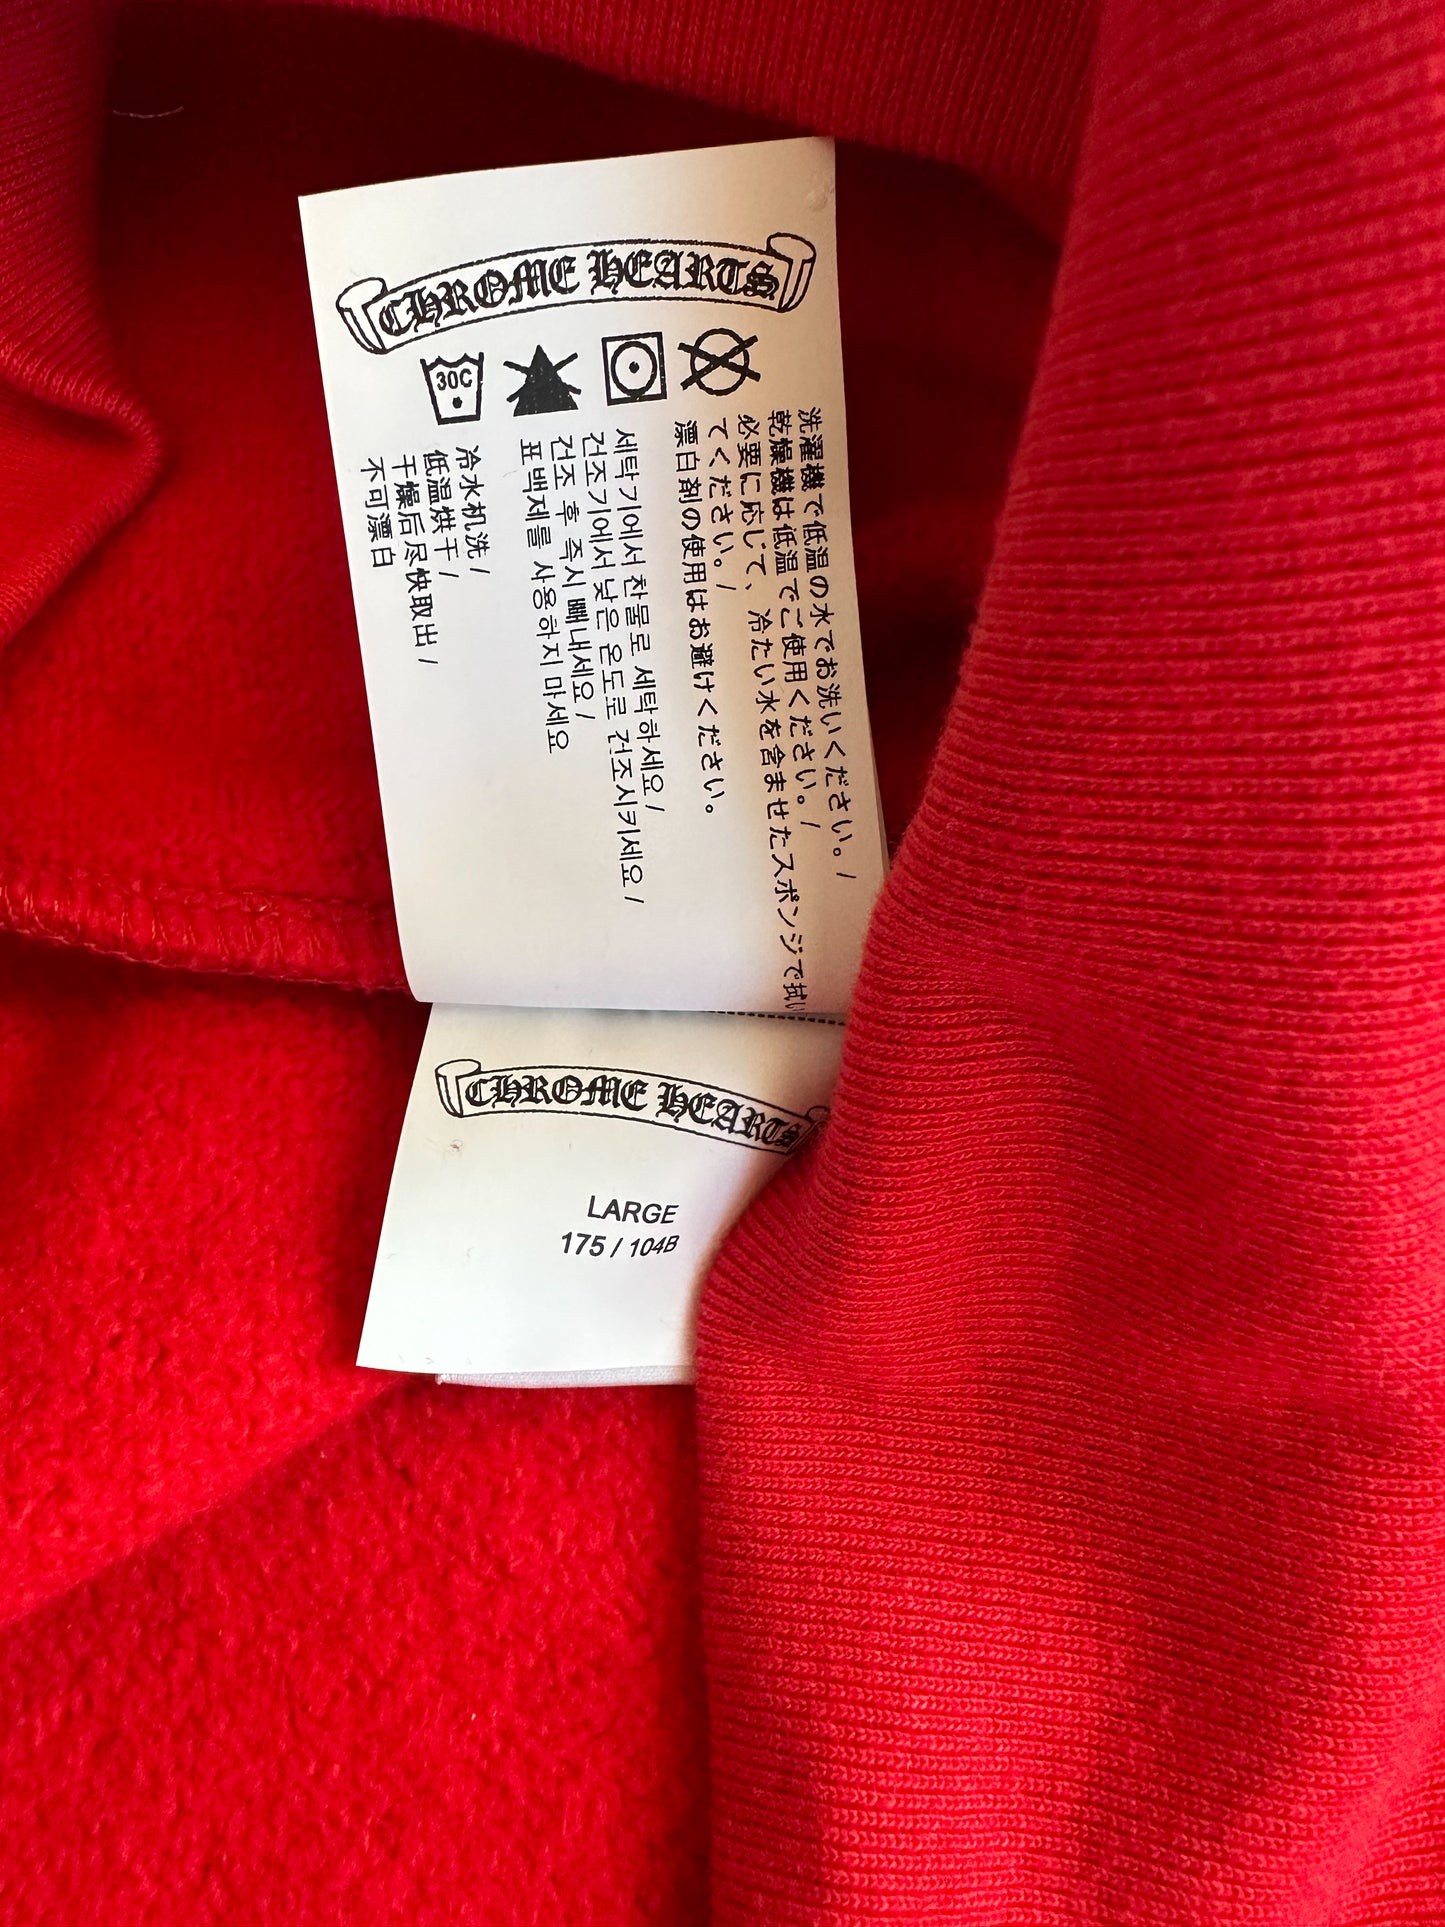 CHROME HEARTS
30C
洗濯機で低温の水でお洗いください。/
乾燥機は低温でご使用ください。/
必要に応じて、冷たい水を含ませたスポンジで拭い
てください。/
漂白剤の使用はお避けください。
세탁기에서 찬물로 세탁하세요/
건조기에서 낮은 온도로 건조시키세요/
건조 후 즉시 빼내세요/
표백제를 사용하지 마세요
冷水机洗/
低温烘干/
干燥后尽快取出/
不可漂白
CHROME HEARTS
LARGE
175 / 104B